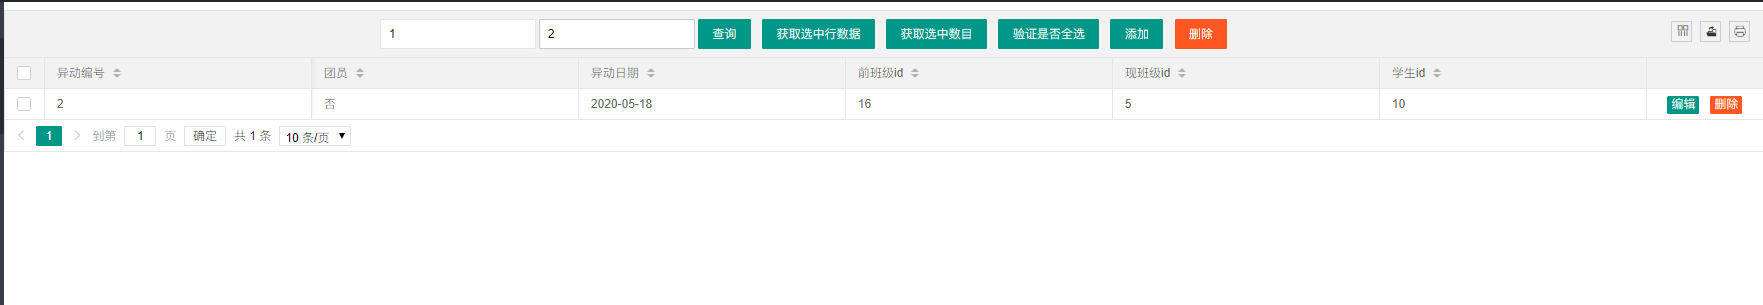 1 2 查询 获取选中行数据 获取选中数目 验证是否全选 添加 删除
异动编号 团员 异动日期 前班级id 现班级id 学生id
2 否 2020-05-18 16 5 10 编辑 删除
1 到第 1 页 确定 共 1 条 10 条/页